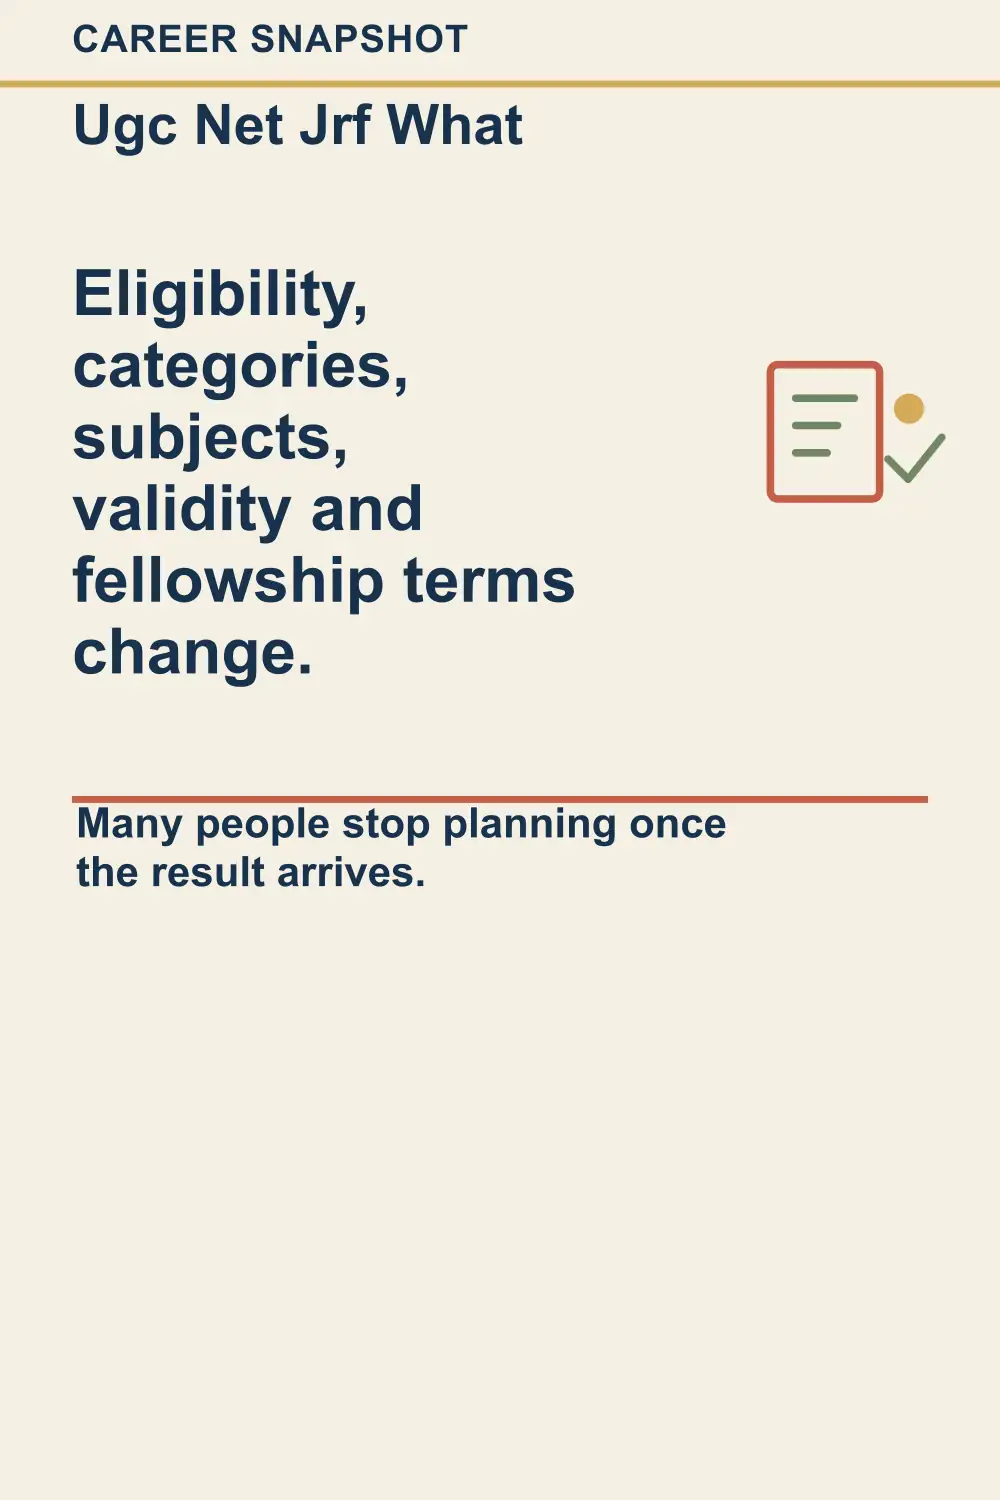 CAREER SNAPSHOT
Ugc Net Jrf What
Eligibility,
categories,
subjects,
validity and
fellowship terms
change.
Many people stop planning once
the result arrives.